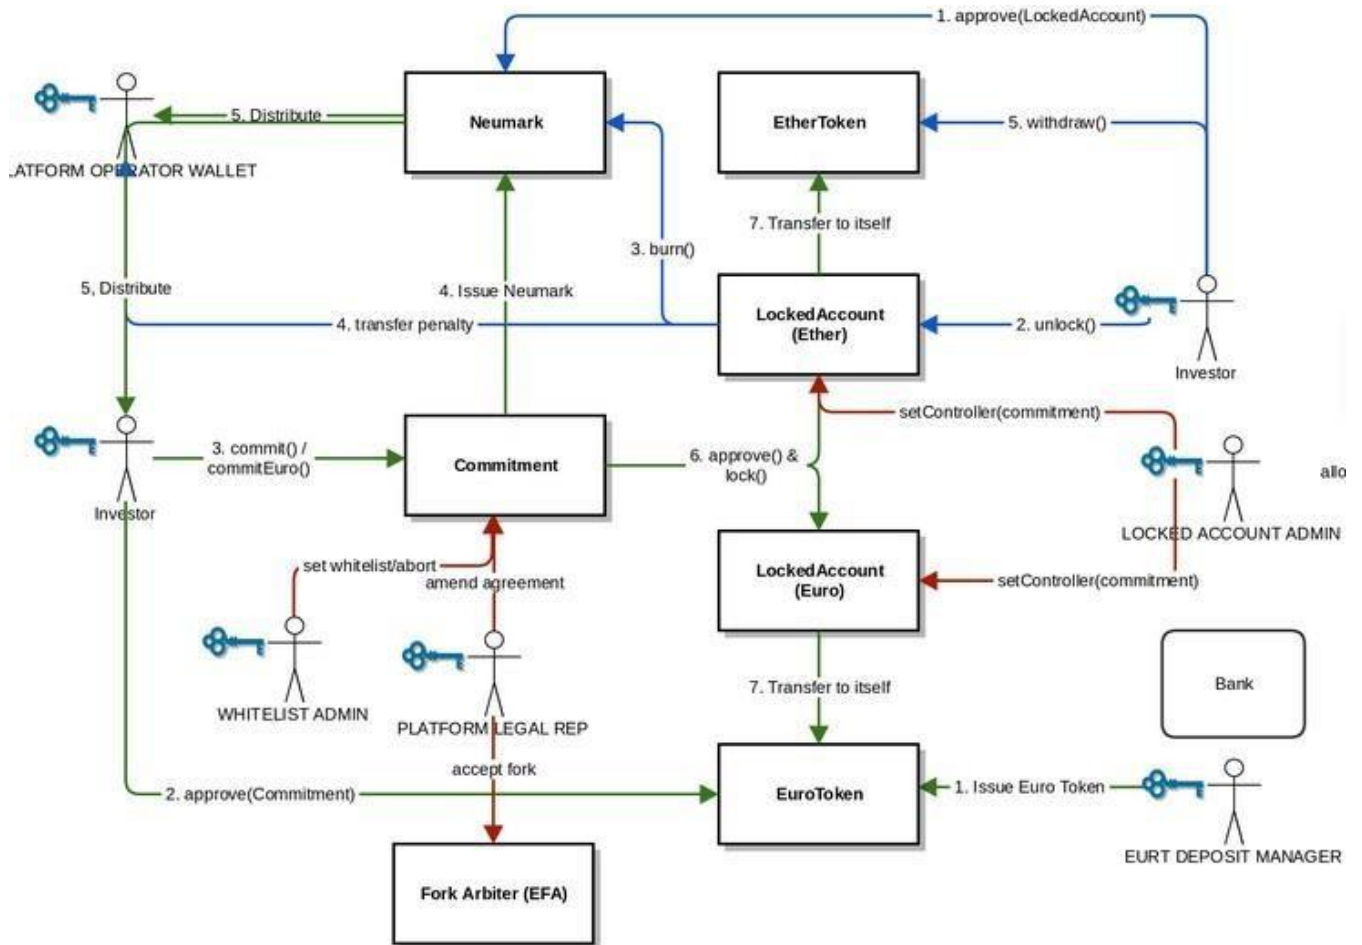 1. approve(LockedAccount)
Neumark
EtherToken
5. Distribute
5. withdraw()
LATFORM OPERATOR WALLET
7. Transfer to itself
3. burn()
5, Distribute
4. Issue Neumark
4. transfer penalty
LockedAccount
(Ether)
2. unlock()
Investor
setController(commitment)
3. commit() /
commitEuro()
Commitment
6. approve() &
lock()
allo
Investor
LOCKED ACCOUNT ADMIN
set whitelist/abort
amend agreement
LockedAccount
(Euro)
setController(commitment)
Bank
7. Transfer to itself
WHITELIST ADMIN
PLATFORM LEGAL REP
accept fork
2. approve(Commitment)
EuroToken
1. Issue Euro Token
EURT DEPOSIT MANAGER
Fork Arbiter (EFA)